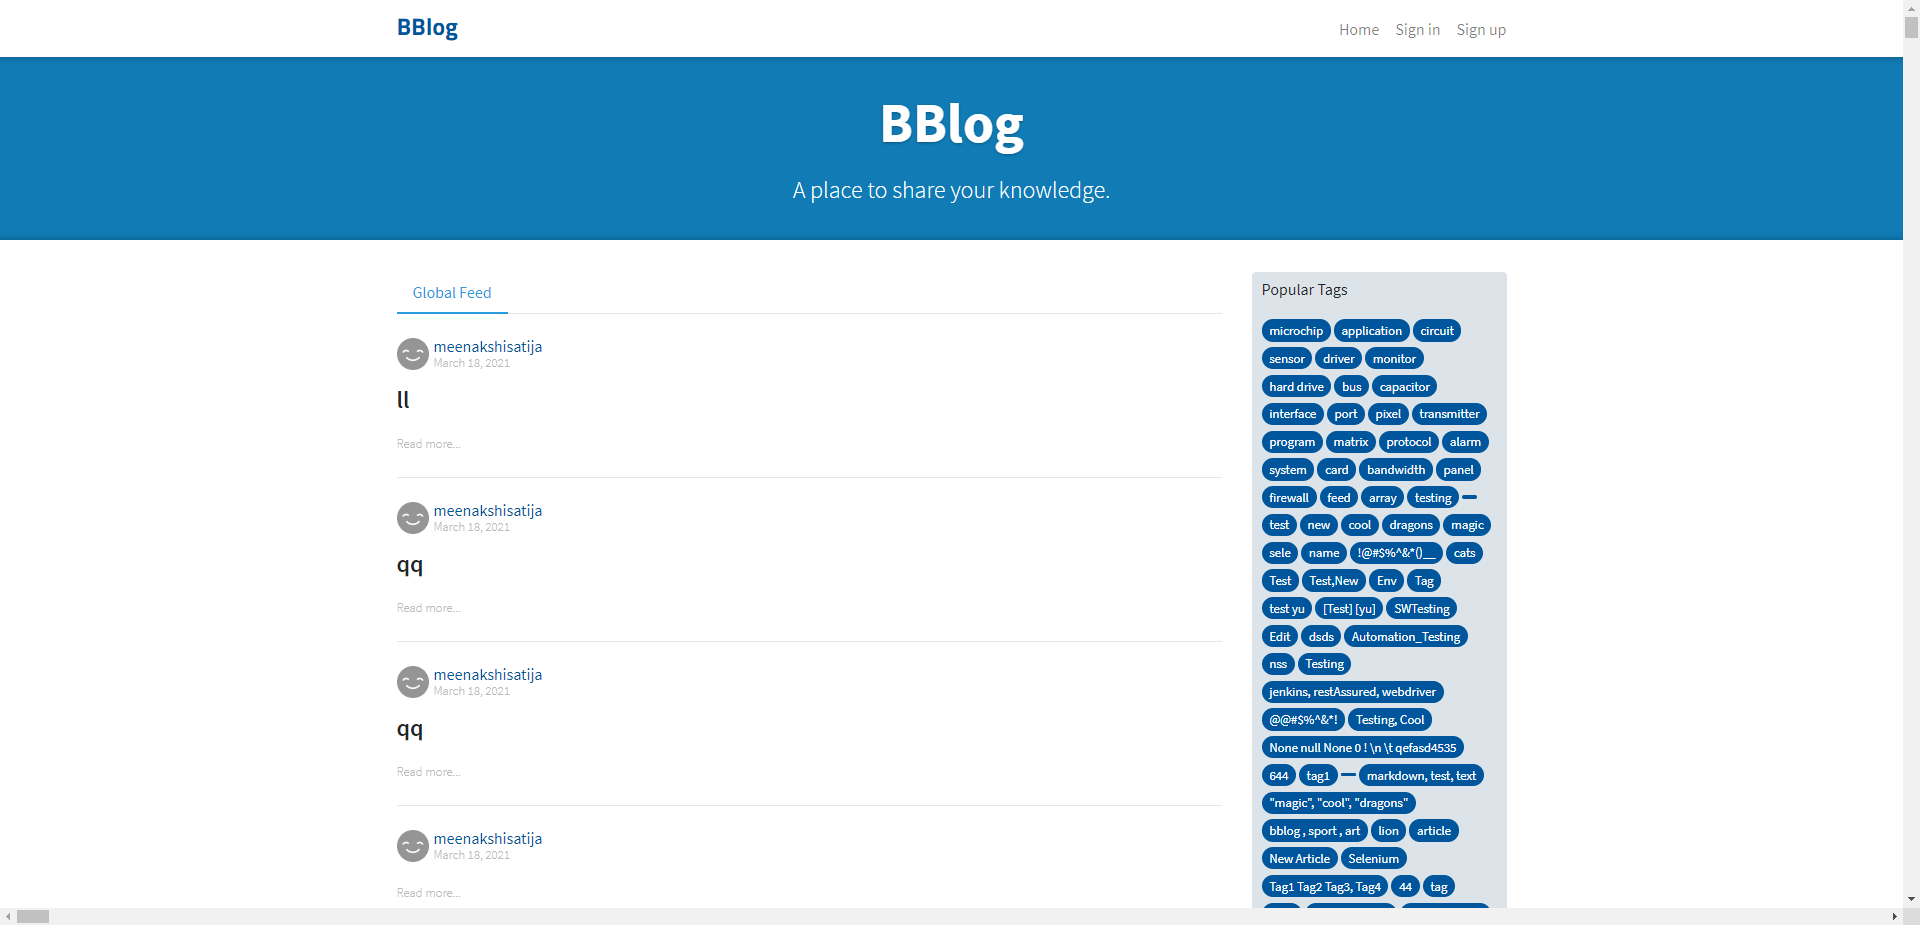 BBlog
Home Sign in Sign up
BBlog
A place to share your knowledge.
Global Feed
meenakshisatija
March 18, 2021
ll
Read more...
meenakshisatija
March 18, 2021
qq
Read more...
meenakshisatija
March 18, 2021
qq
Read more...
meenakshisatija
March 18, 2021
Read more...
Popular Tags
microchip application circuit
sensor driver monitor
hard drive bus capacitor
interface port pixel transmitter
program matrix protocol alarm
system card bandwidth panel
firewall feed array testing
test new cool dragons magic
sele name !@#$%^&*()__ cats
Test Test,New Env Tag
test yu [Test] [yu] SWTesting
Edit dsds Automation_Testing
nss Testing
jenkins, restAssured, webdriver
@@#$%^&*! Testing, Cool
None null None 0 ! \n \t qefasd4535
644 tag1 markdown, test, text
"magic", "cool", "dragons"
bblog , sport , art lion article
New Article Selenium
Tag1 Tag2 Tag3, Tag4 44 tag